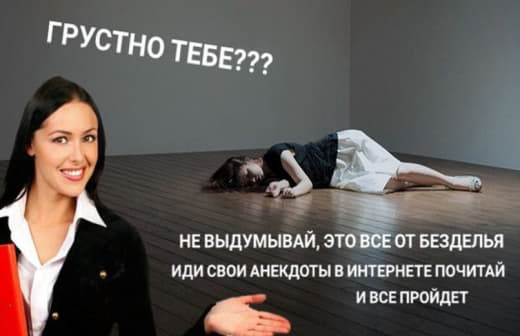 ГРУСТНО ТЕБЕ???
НЕ ВЫДУМЫВАЙ, ЭТО ВСЕ ОТ БЕЗДЕЛЬЯ
ИДИ СВОИ АНЕКДОТЫ В ИНТЕРНЕТЕ ПОЧИТАЙ
И ВСЕ ПРОЙДЕТ